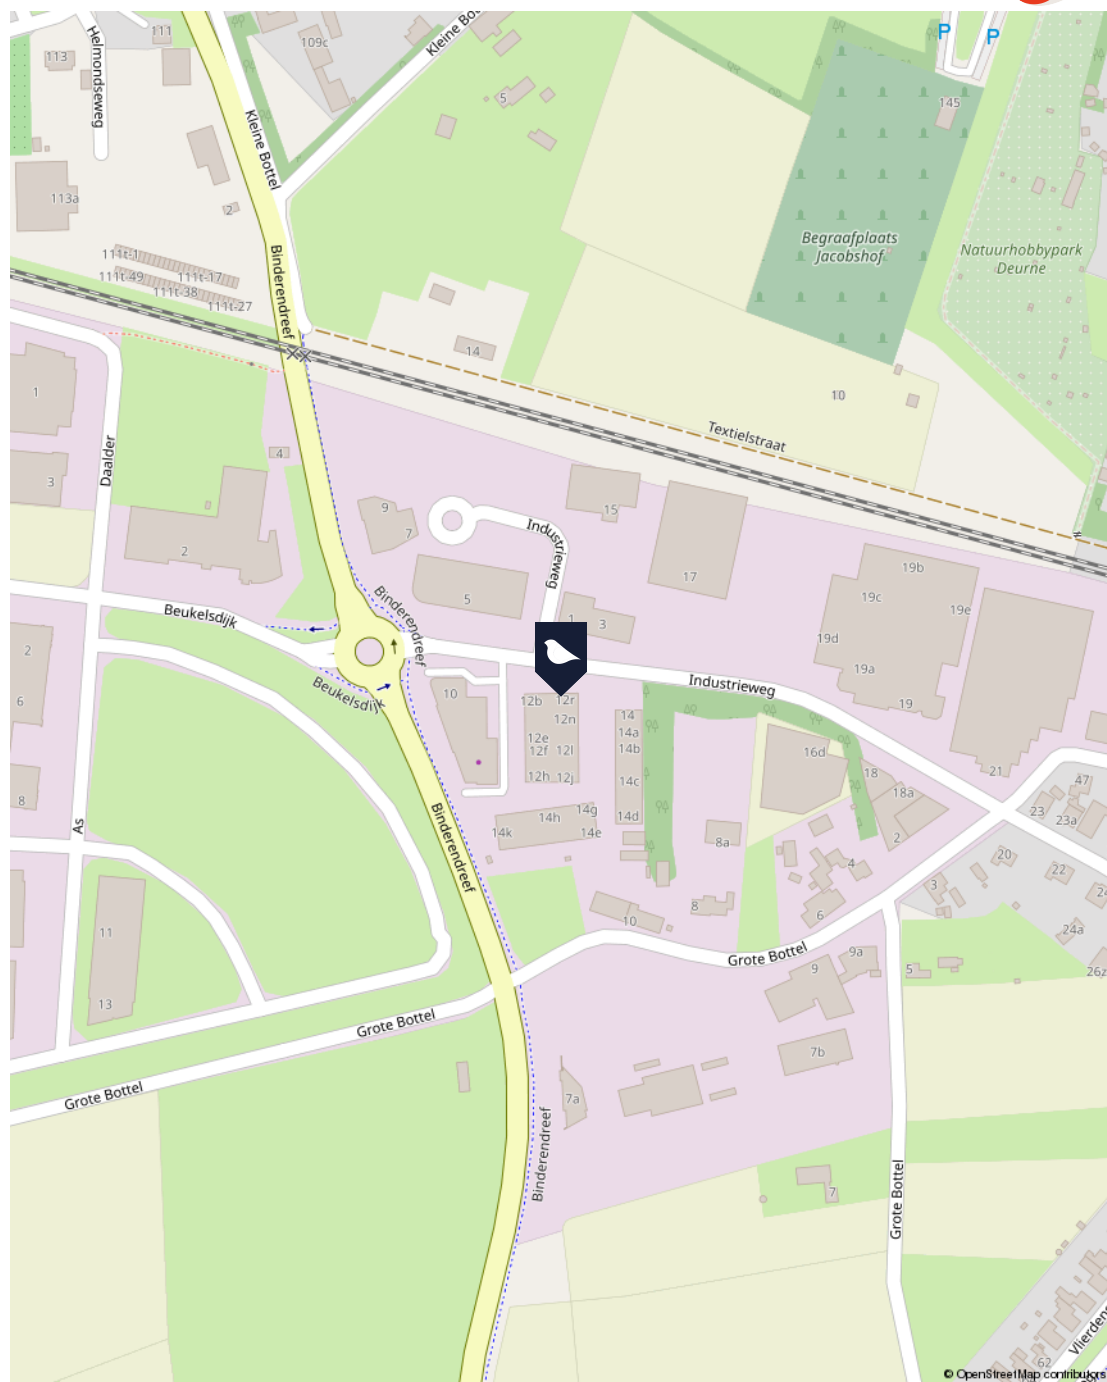 111
109c
Kleine Bot
P
P
113
Helmondseweg
5
145
Kleine Bottel
113a
2
Begraafplaats
Jacobshof
Natuurhobbypark
Deurne
111t-1
111t-49
111t-17
111t-38
111t-27
Binderendreef
14
1
10
Textielstraat
Daalder
4
3
9
7
15
Industrieweg
17
2
5
19b
19c
19e
Beukelsdijk
Binderendreef
1
3
19d
2
19a
Beukelsdijk
Industrieweg
6
10
12b
12r
12n
14
14a
19
12e
12f
12l
14b
16d
12h
12j
14c
18
21
47
8
18a
As
14g
14h
14d
23
23a
14k
14e
8a
2
Binderendreef
20
4
22
3
24
8
6
10
11
24a
Grote Bottel
9a
9
5
26z
13
Grote Bottel
7b
Grote Bottel
7a
Binderendreef
Grote Bottel
7
62
Vlierdens
© OpenStreetMap contributors